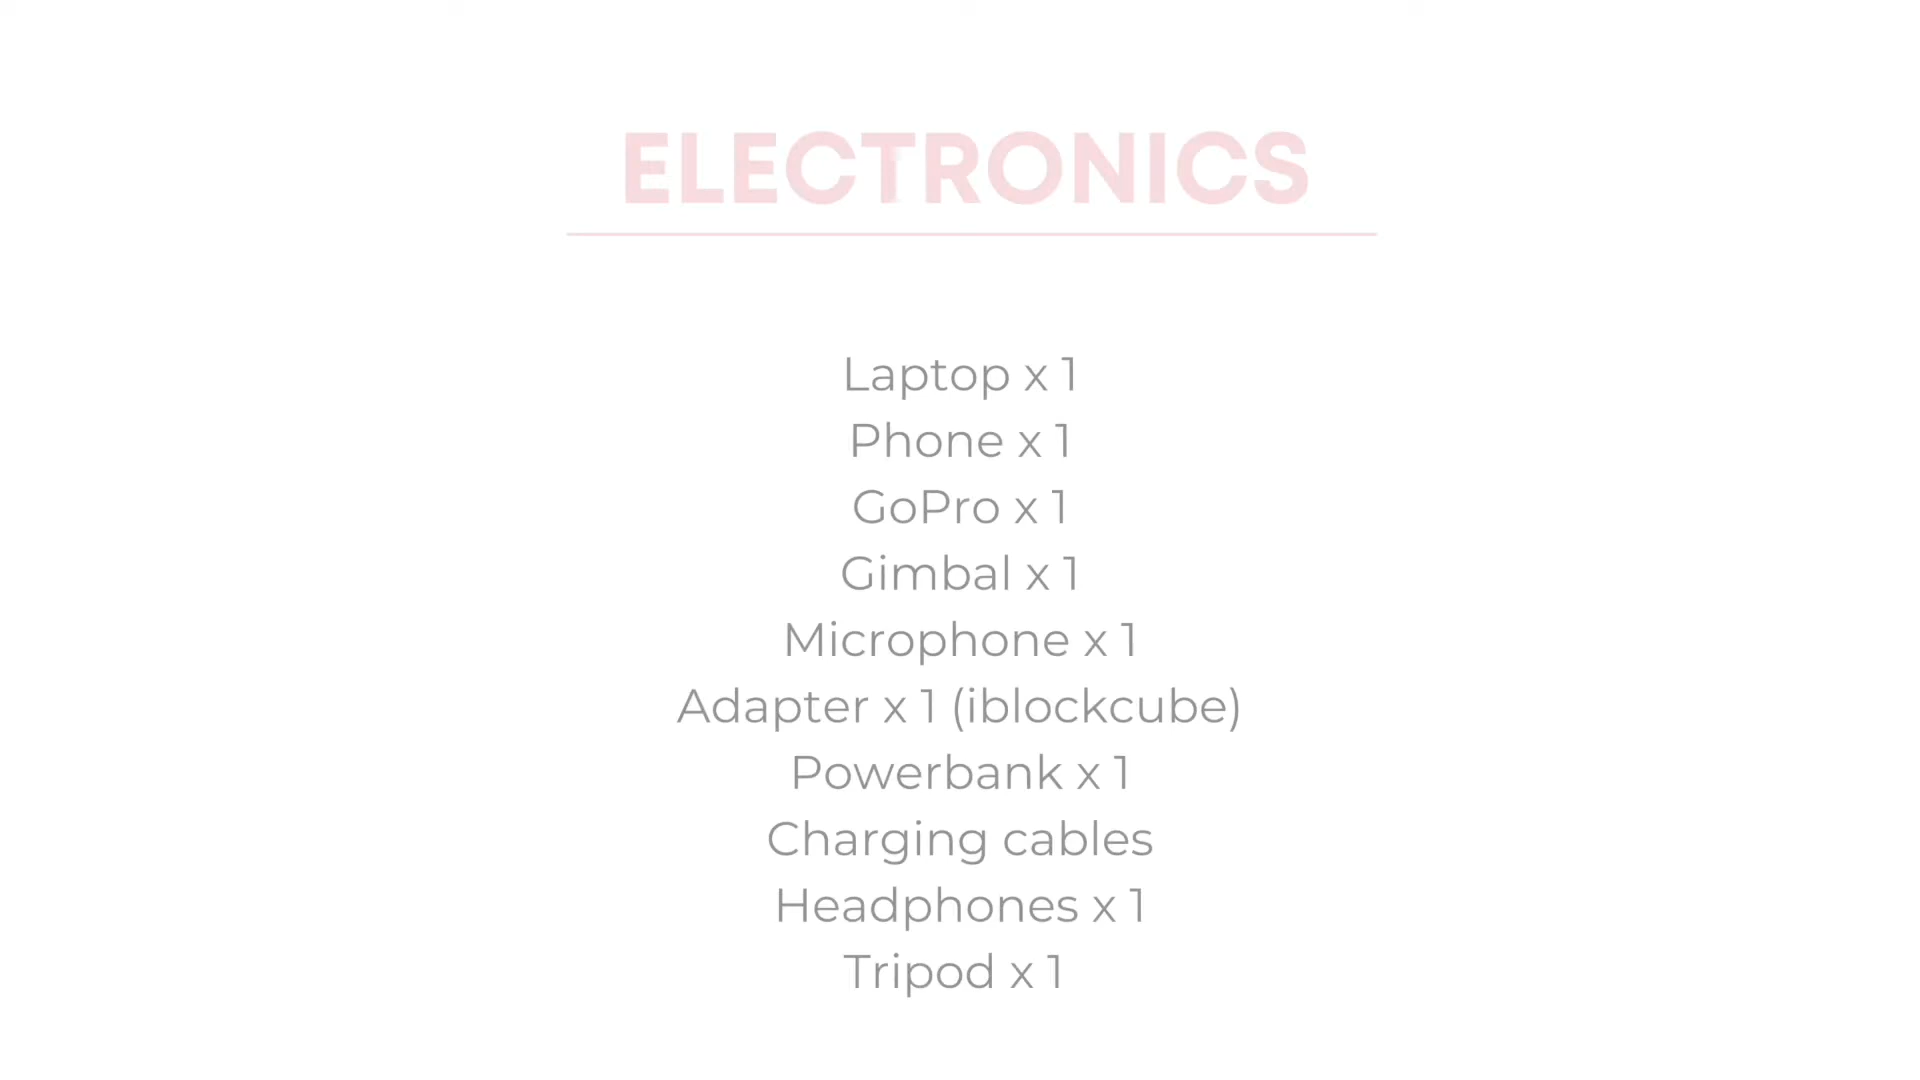 ELECTRONICS
Laptop x 1
Phone x 1
GoPro x 1
Gimbal x 1
Microphone x 1
Adapter x 1 (iblockcube)
Powerbank x 1
Charging cables
Headphones x 1
Tripod x 1